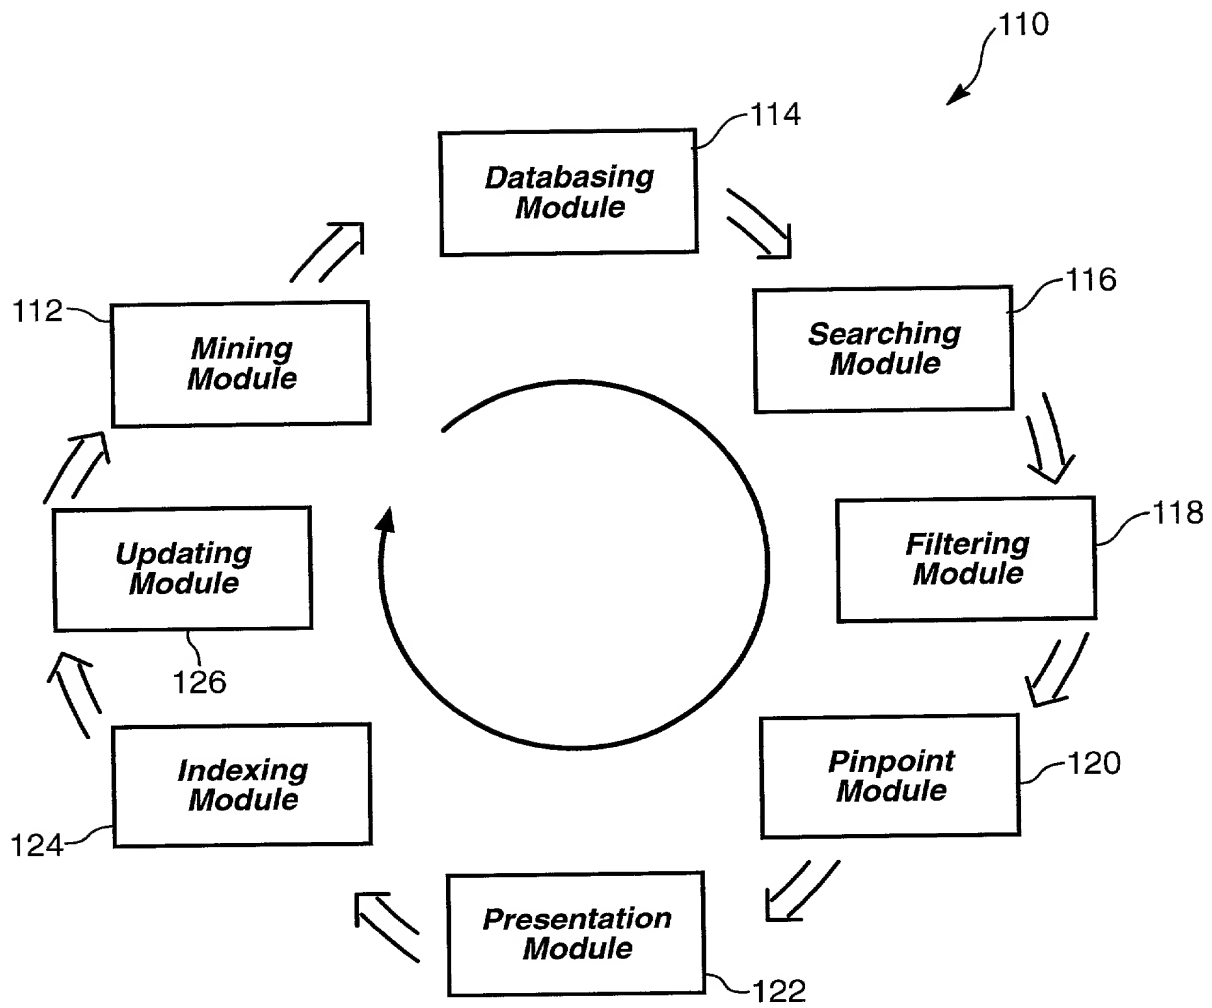 110
114
Databasing
Module
116
112
Searching
Module
Mining
Module
118
Filtering
Module
Updating
Module
126
120
Pinpoint
Module
Indexing
Module
124
Presentation
Module
122